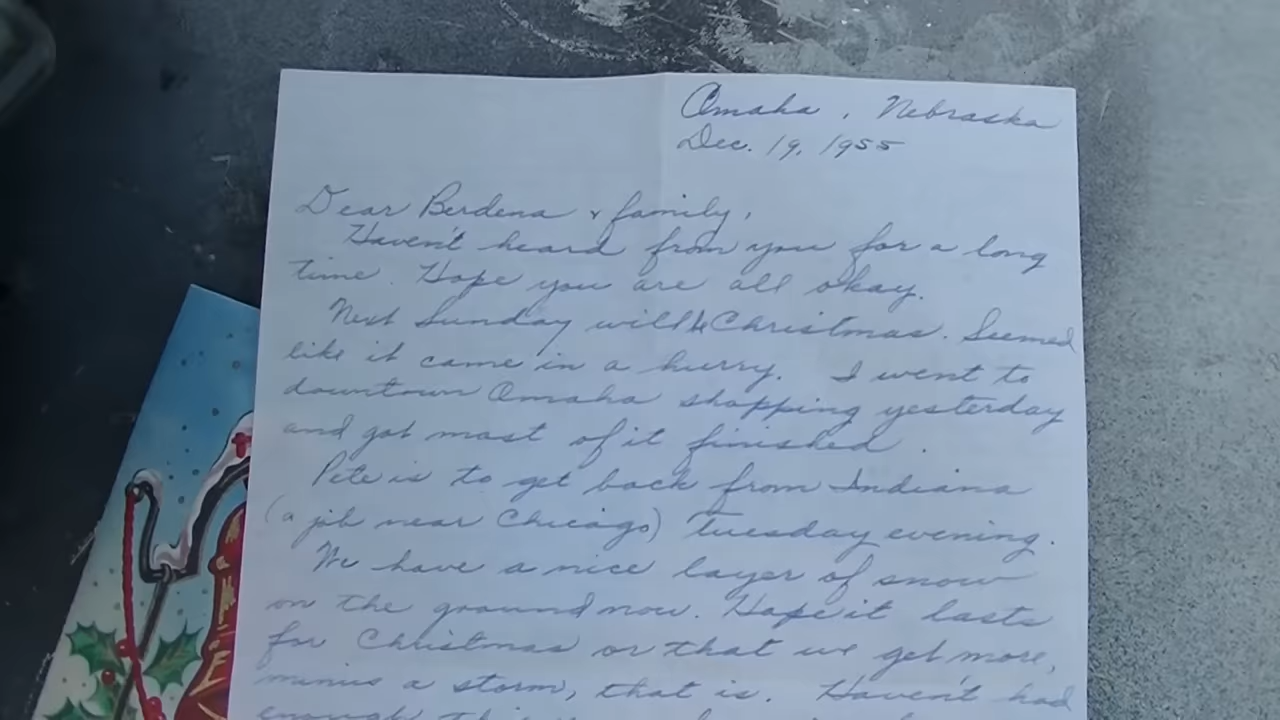 Omaha, Nebraska
Dec. 19, 1955
Dear Berdena & family,
Haven't heard from you for a long
time. Hope you are all okay.
Next Sunday will be Christmas. Seemed
like it came in a hurry. I went to
downtown Omaha shopping yesterday
and got most of it finished.
Pete is to get back from Indiana
(a job near Chicago) Tuesday evening.
We have a nice layer of snow
on the ground now. Hope it lasts
for Christmas or that we get more,
minus a storm, that is. Haven't had
enough